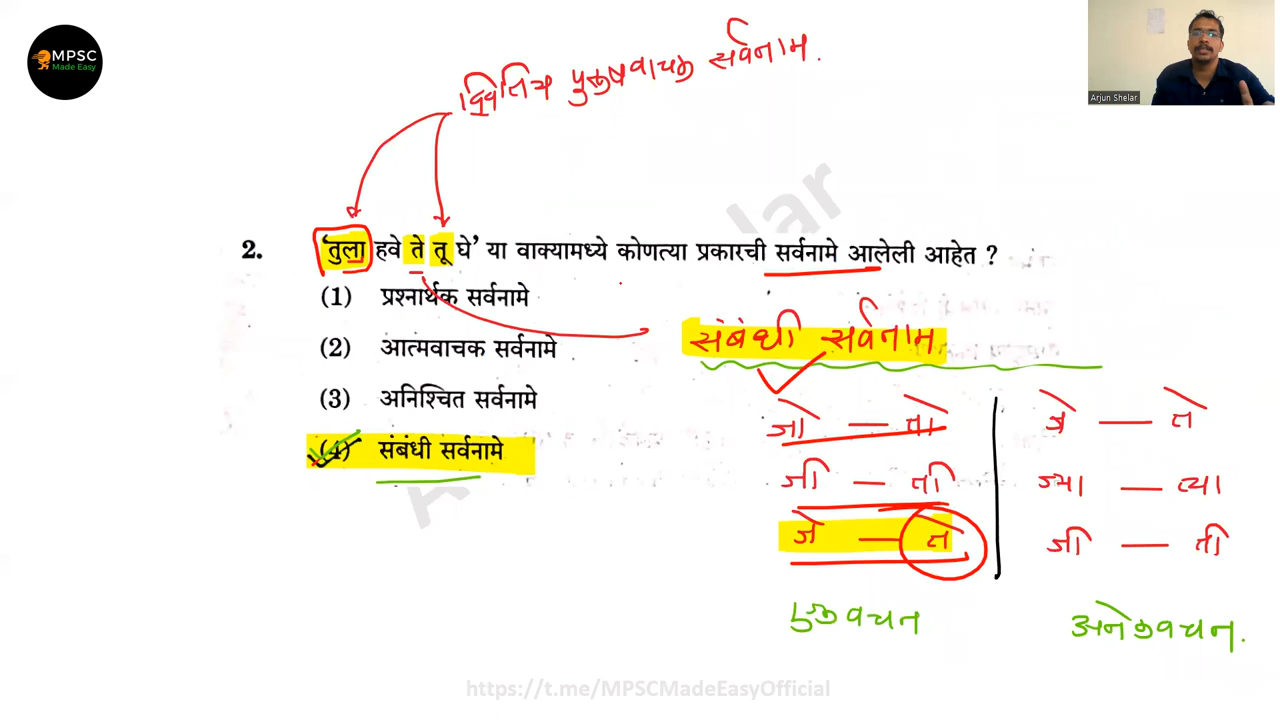 MPSC
Made Easy
द्वितिय पुरूषवाचक सर्वनाम.
Arjun Shelar
2. 'तुला हवे ते तू घे' या वाक्यामध्ये कोणत्या प्रकारची सर्वनामे आलेली आहेत ?
(1) प्रश्नार्थक सर्वनामे
(2) आत्मवाचक सर्वनामे
(3) अनिश्चित सर्वनामे
(4) संबंधी सर्वनामे
संबंधी सर्वनाम
जो — तो
जी — ती
जे — ते
एकवचन
जे — ते
ज्या — त्या
जी — ती
अनेकवचन.
https://t.me/MPSCMadeEasyOfficial